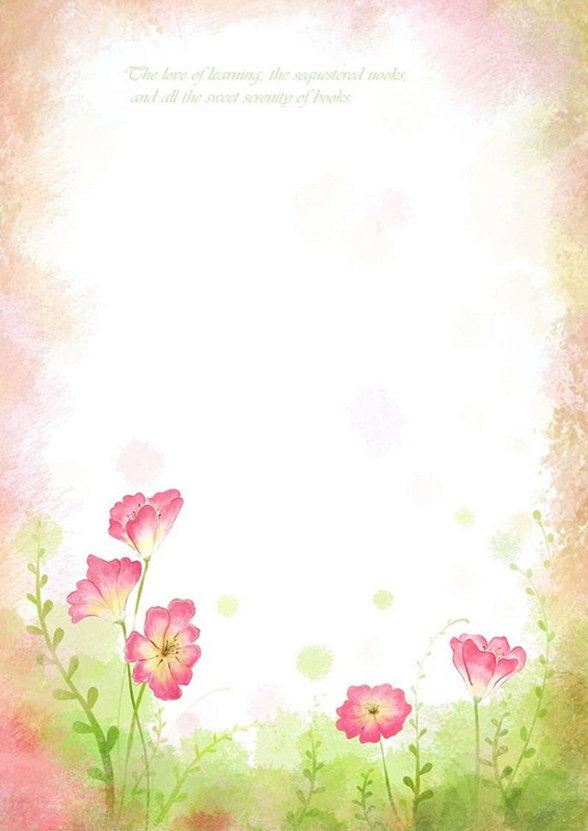 The love of learning, the sequestered nooks,
and all the sweet serenity of books.